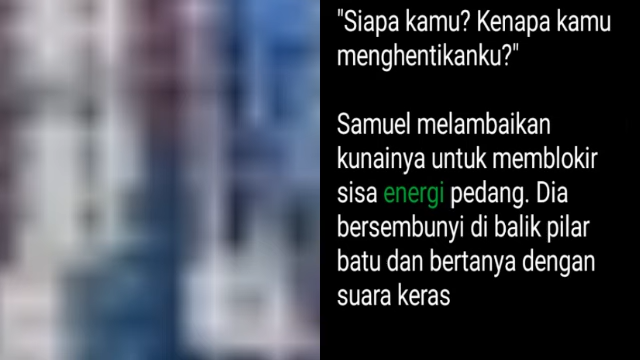 "Siapa kamu? Kenapa kamu
menghentikanku?"
Samuel melambaikan
kunainya untuk memblokir
sisa energi pedang. Dia
bersembunyi di balik pilar
batu dan bertanya dengan
suara keras